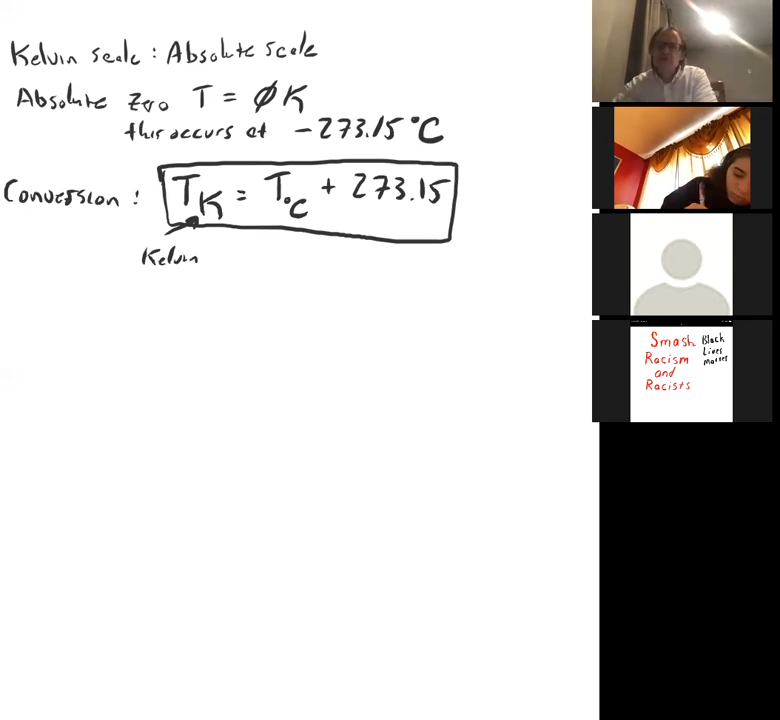 Kelvin scale : Absolute scale
Absolute Zero T = ØK
this occurs at -273.15°C
Conversion : T_K = T_°C + 273.15
Kelvin
Smash
Racism
and
Racists
Black
Lives
Matter